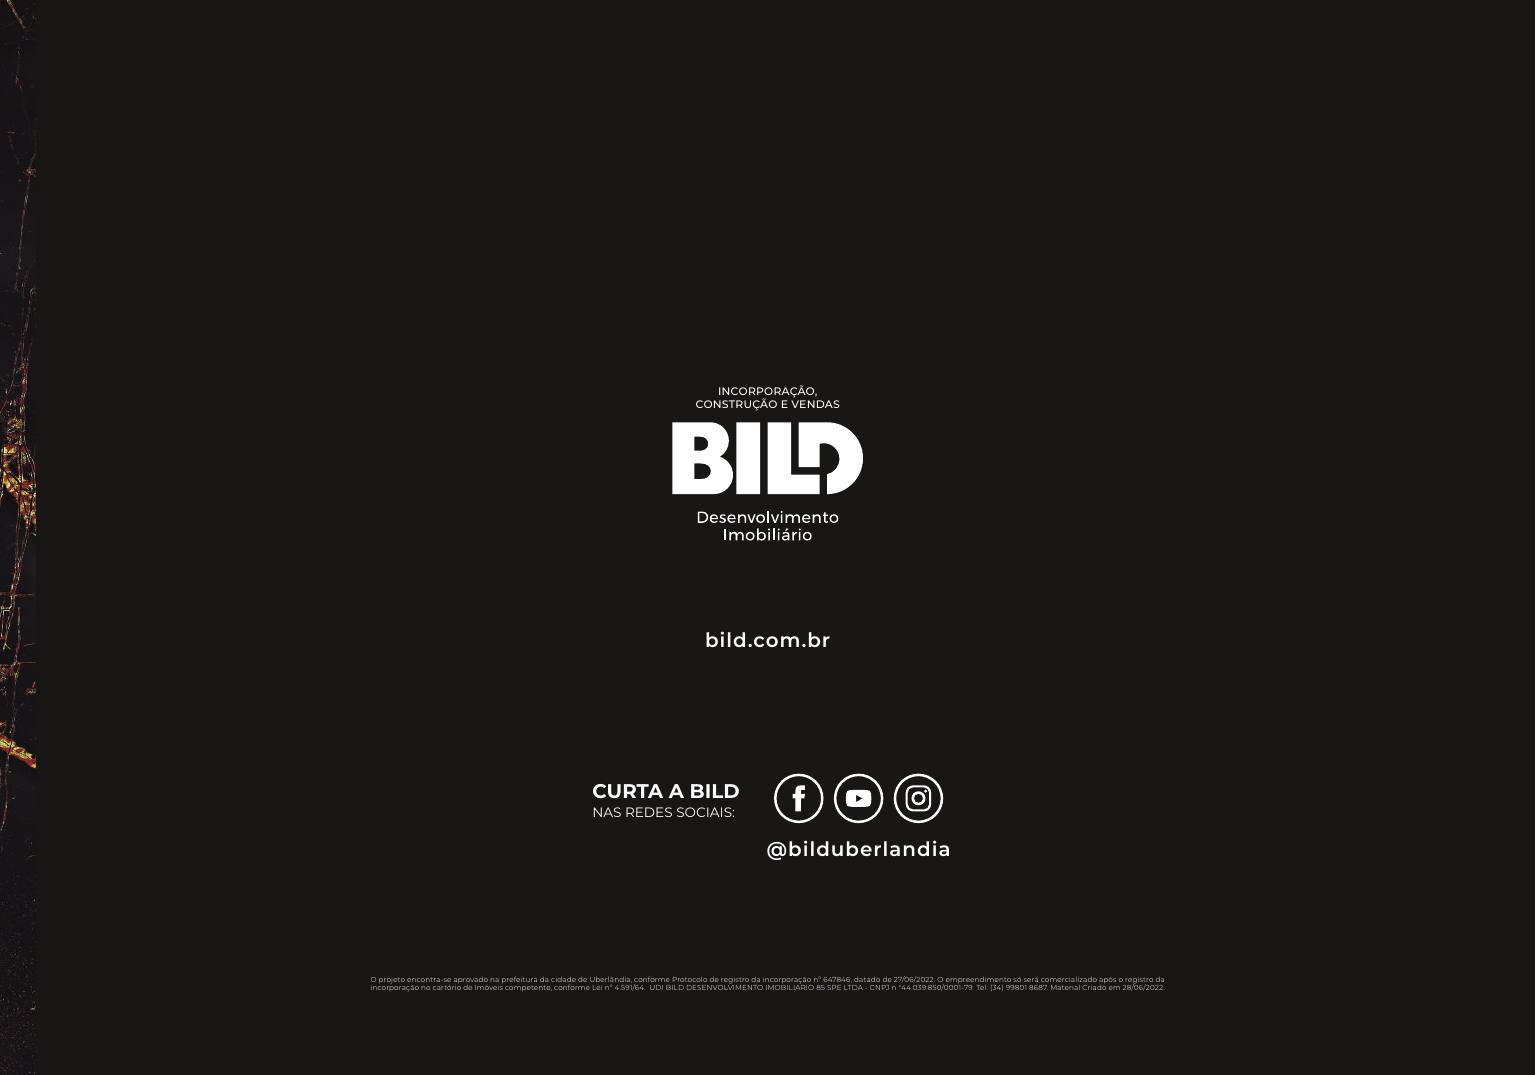 INCORPORAÇÃO,
CONSTRUÇÃO E VENDAS
BILD
Desenvolvimento
Imobiliário
bild.com.br
CURTA A BILD
NAS REDES SOCIAIS:
@bilduberlandia
O projeto encontra-se aprovado na prefeitura da cidade de Uberlândia, conforme Protocolo de registro da incorporação nº 647846, datado de 27/06/2022. O empreendimento só será comercializado após o registro da
incorporação no cartório de Imóveis competente, conforme Lei nº 4.591/64. UDI BILD DESENVOLVIMENTO IMOBILIÁRIO 85 SPE LTDA - CNPJ n °44.039.850/0001-79. Tel: (34) 99801 8687. Material Criado em 28/06/2022.